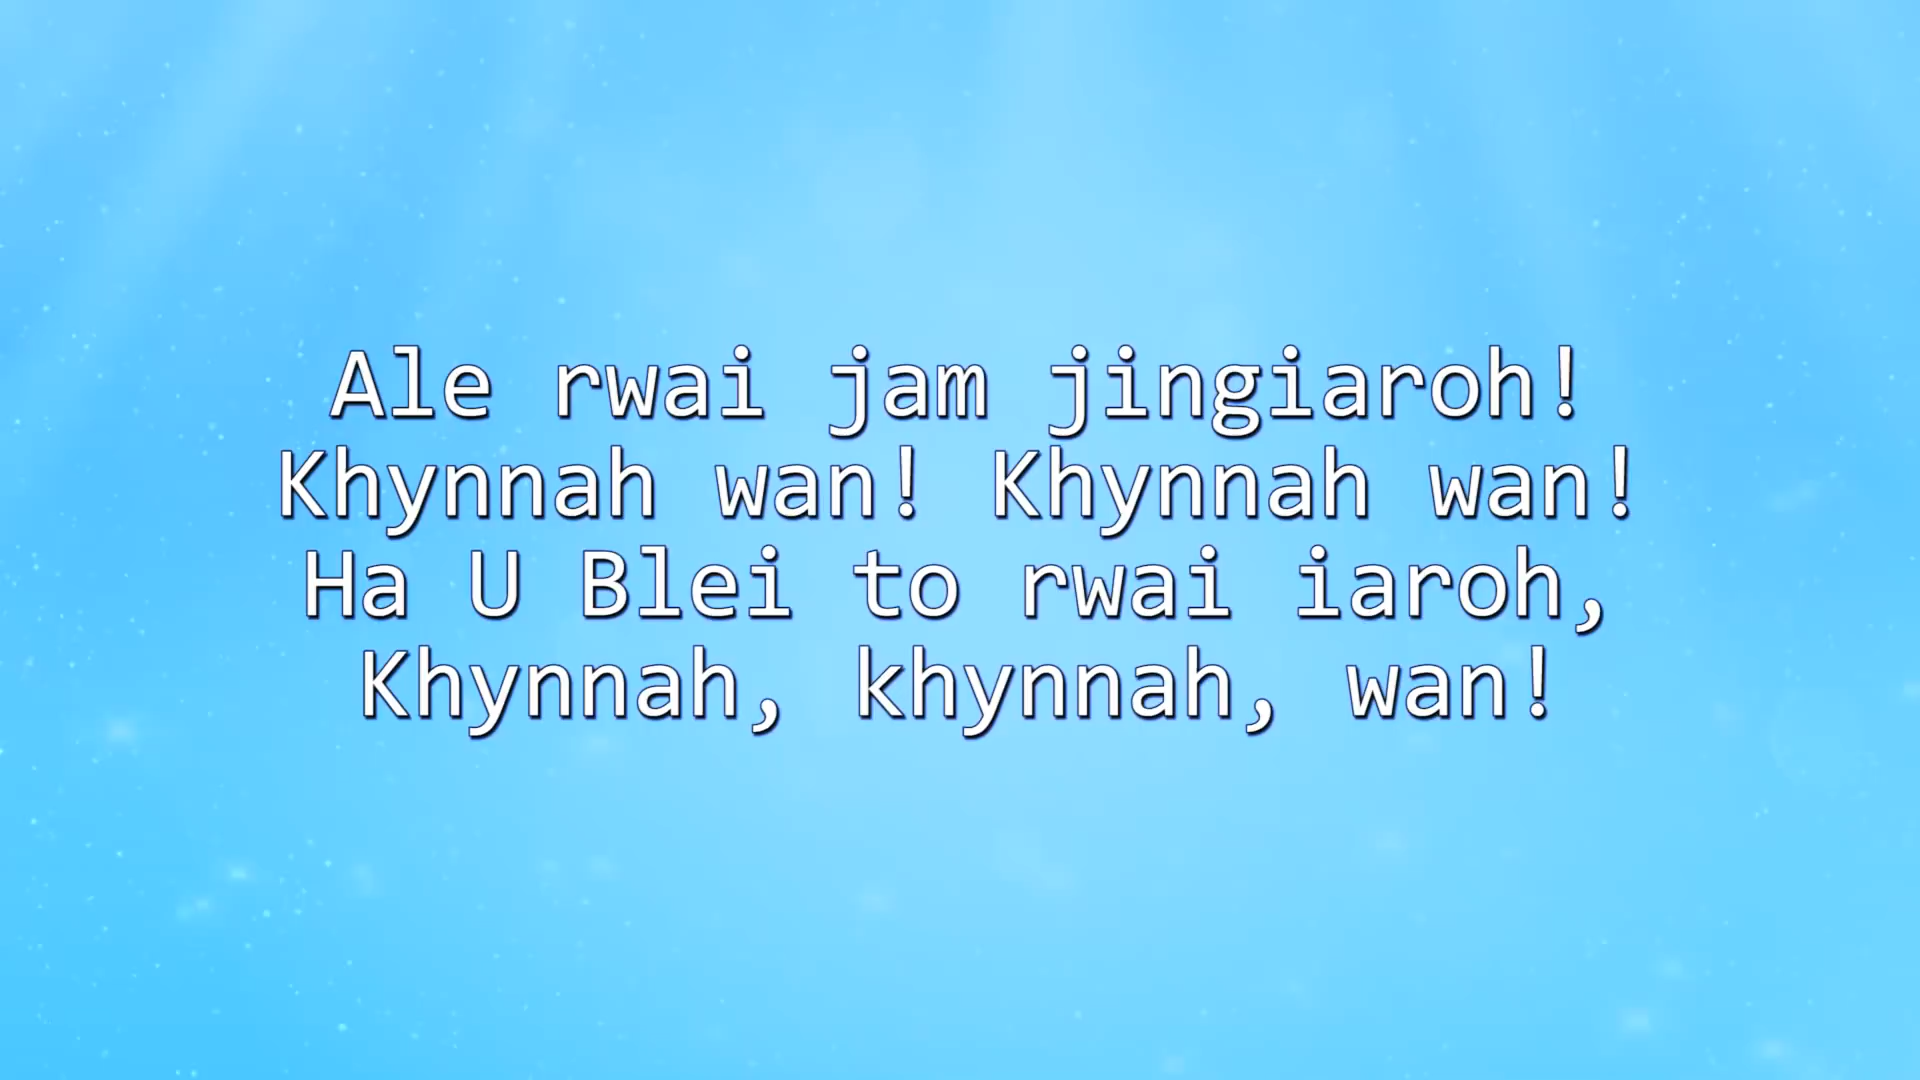 Ale rwai jam jingiaroh!
Khynnah wan! Khynnah wan!
Ha U Blei to rwai iaroh,
Khynnah, khynnah, wan!